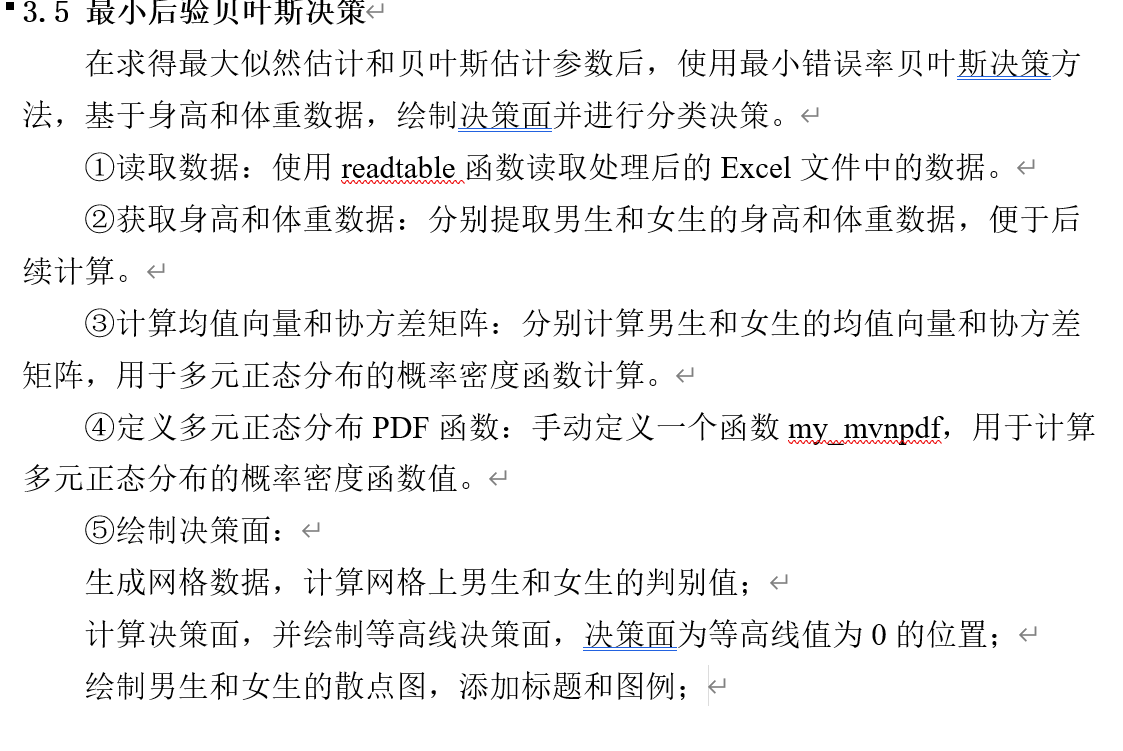 3.5 最小后验贝叶斯决策
在求得最大似然估计和贝叶斯估计参数后，使用最小错误率贝叶斯决策方
法，基于身高和体重数据，绘制决策面并进行分类决策。
①读取数据：使用 readtable 函数读取处理后的 Excel 文件中的数据。
②获取身高和体重数据：分别提取男生和女生的身高和体重数据，便于后
续计算。
③计算均值向量和协方差矩阵：分别计算男生和女生的均值向量和协方差
矩阵，用于多元正态分布的概率密度函数计算。
④定义多元正态分布 PDF 函数：手动定义一个函数 my_mvnpdf，用于计算
多元正态分布的概率密度函数值。
⑤绘制决策面：
生成网格数据，计算网格上男生和女生的判别值；
计算决策面，并绘制等高线决策面，决策面为等高线值为 0 的位置；
绘制男生和女生的散点图，添加标题和图例；